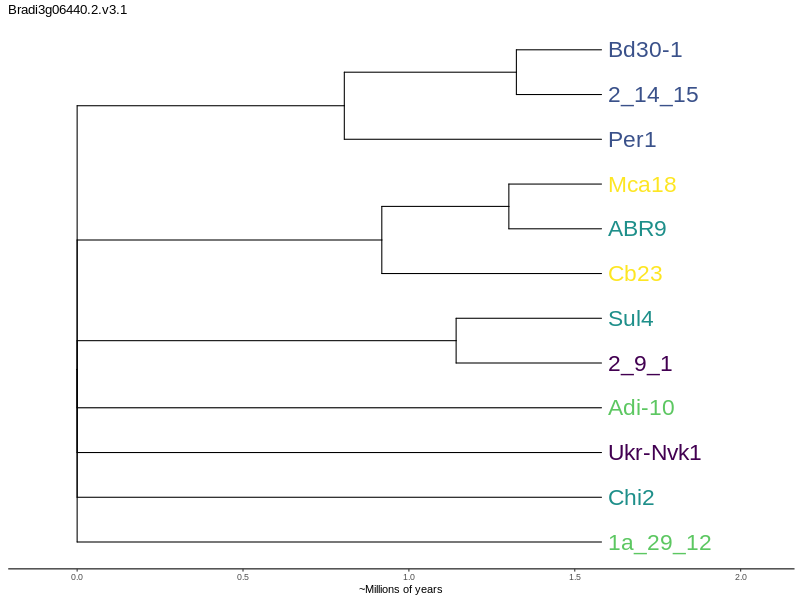 Bradi3g06440.2.v3.1
Bd30-1
2_14_15
Per1
Mca18
ABR9
Cb23
Sul4
2_9_1
Adi-10
Ukr-Nvk1
Chi2
1a_29_12
0.0 0.5 1.0 1.5 2.0
~Millions of years